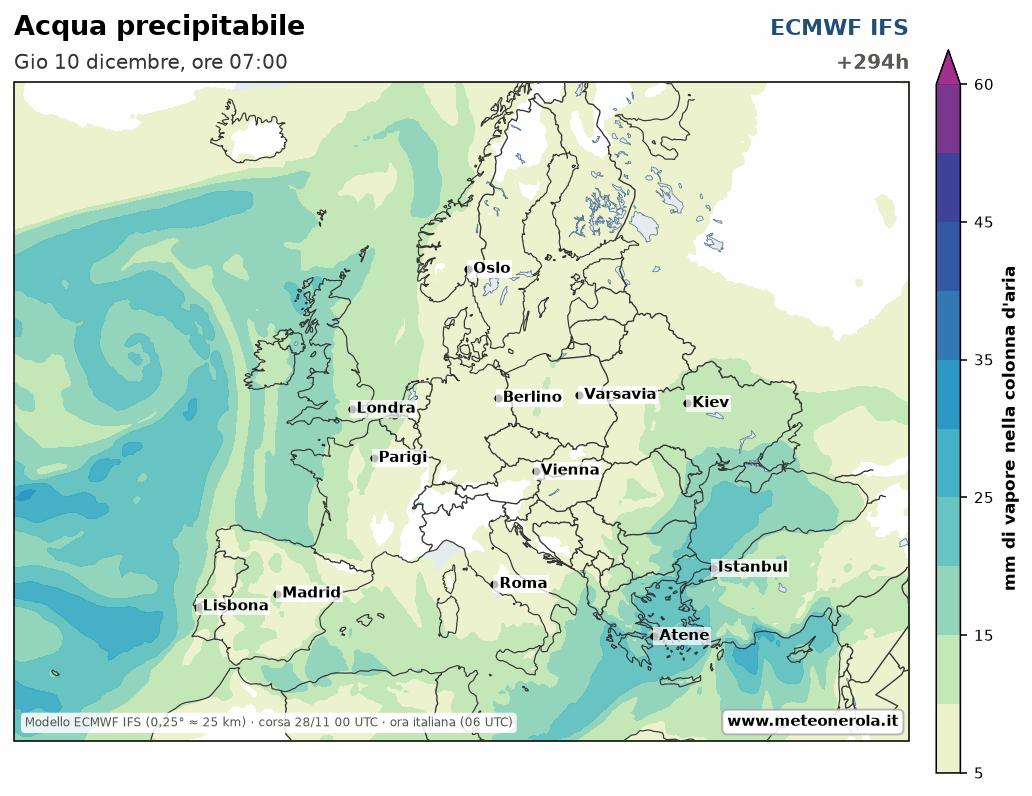 Acqua precipitabile
ECMWF IFS
Gio 10 dicembre, ore 07:00
+294h
60
45
35
25
15
5
mm di vapore nella colonna d'aria
Oslo
Berlino
Varsavia
Kiev
Londra
Parigi
Vienna
Istanbul
Roma
Madrid
Lisbona
Atene
Modello ECMWF IFS (0,25° ≈ 25 km) · corsa 28/11 00 UTC · ora italiana (06 UTC)
www.meteonerola.it